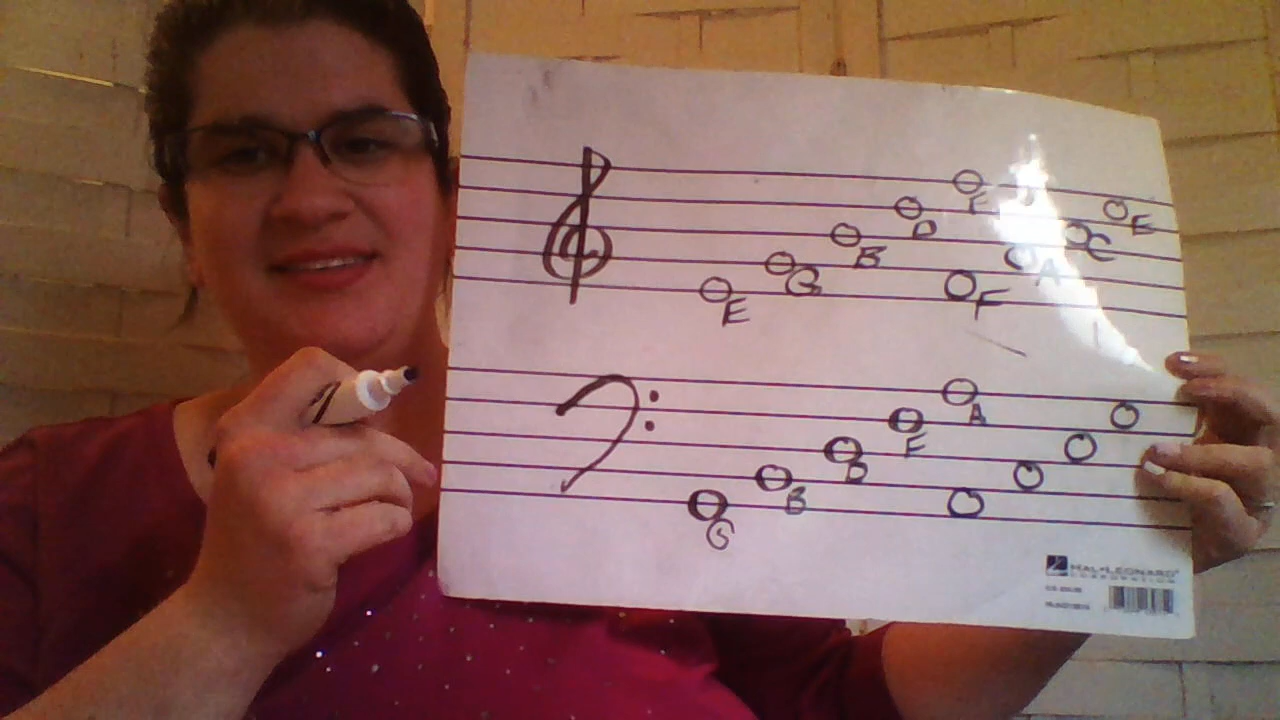 E G B D F F A C E
G B D F A
HAL•LEONARD®
CORPORATION